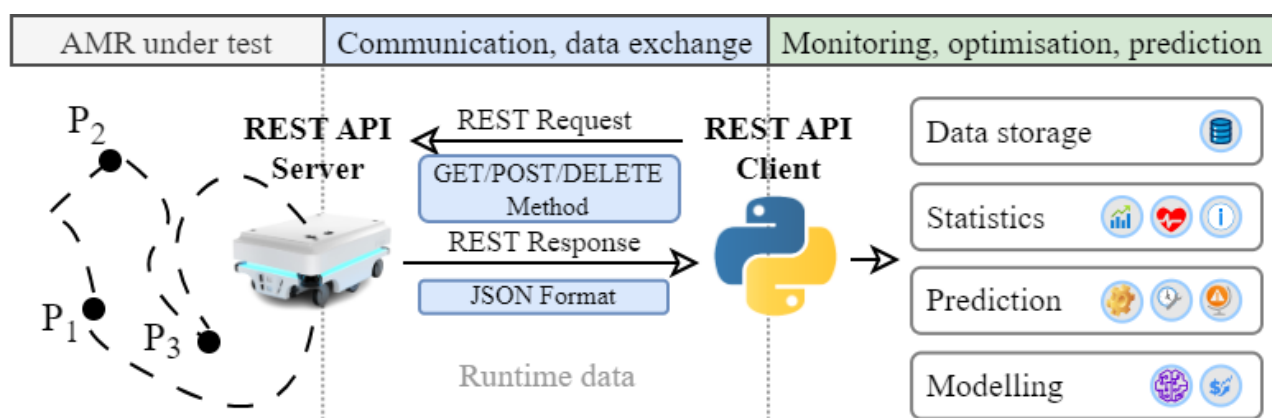 AMR under test
Communication, data exchange
Monitoring, optimisation, prediction
P2
P1
P3
REST API
Server
REST Request
GET/POST/DELETE
Method
REST Response
JSON Format
Runtime data
REST API
Client
Data storage
Statistics
Prediction
Modelling